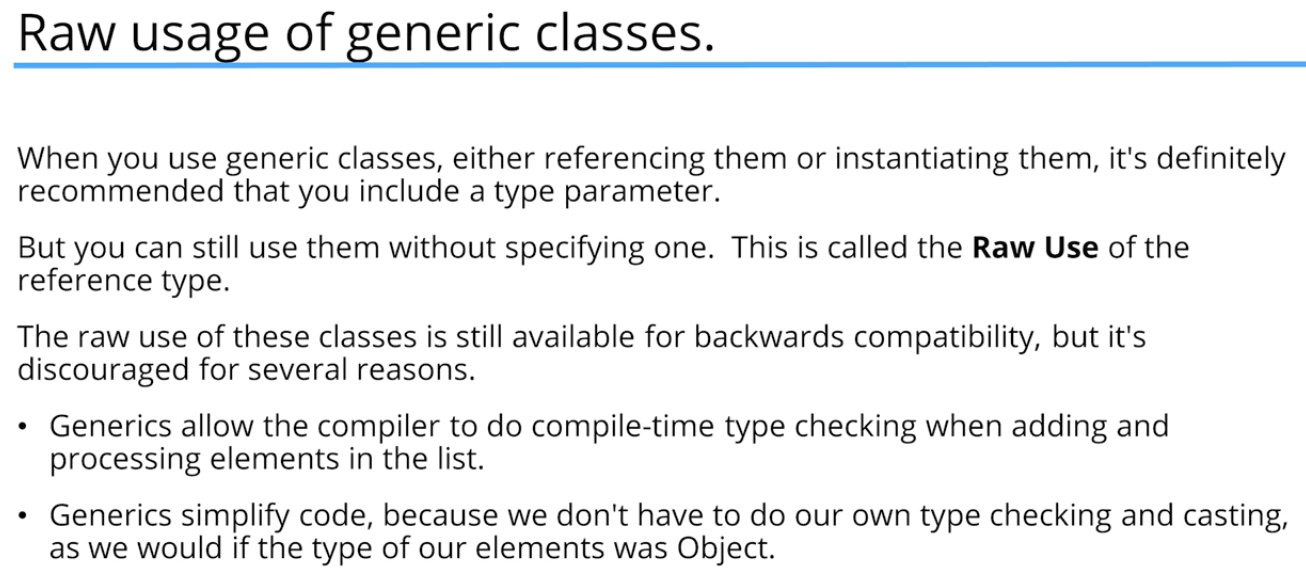 Raw usage of generic classes.
When you use generic classes, either referencing them or instantiating them, it's definitely
recommended that you include a type parameter.
But you can still use them without specifying one.  This is called the Raw Use of the
reference type.
The raw use of these classes is still available for backwards compatibility, but it's
discouraged for several reasons.
• Generics allow the compiler to do compile-time type checking when adding and
processing elements in the list.
• Generics simplify code, because we don't have to do our own type checking and casting,
as we would if the type of our elements was Object.